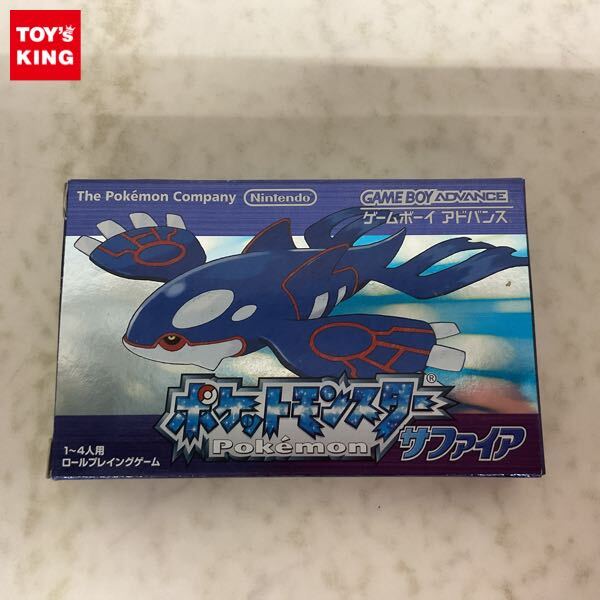 TOY'S
KING
The Pokémon Company
Nintendo
GAME BOY ADVANCE
ゲームボーイ アドバンス
ポケットモンスター®
Pokémon
サファイア
1~4人用
ロールプレイングゲーム